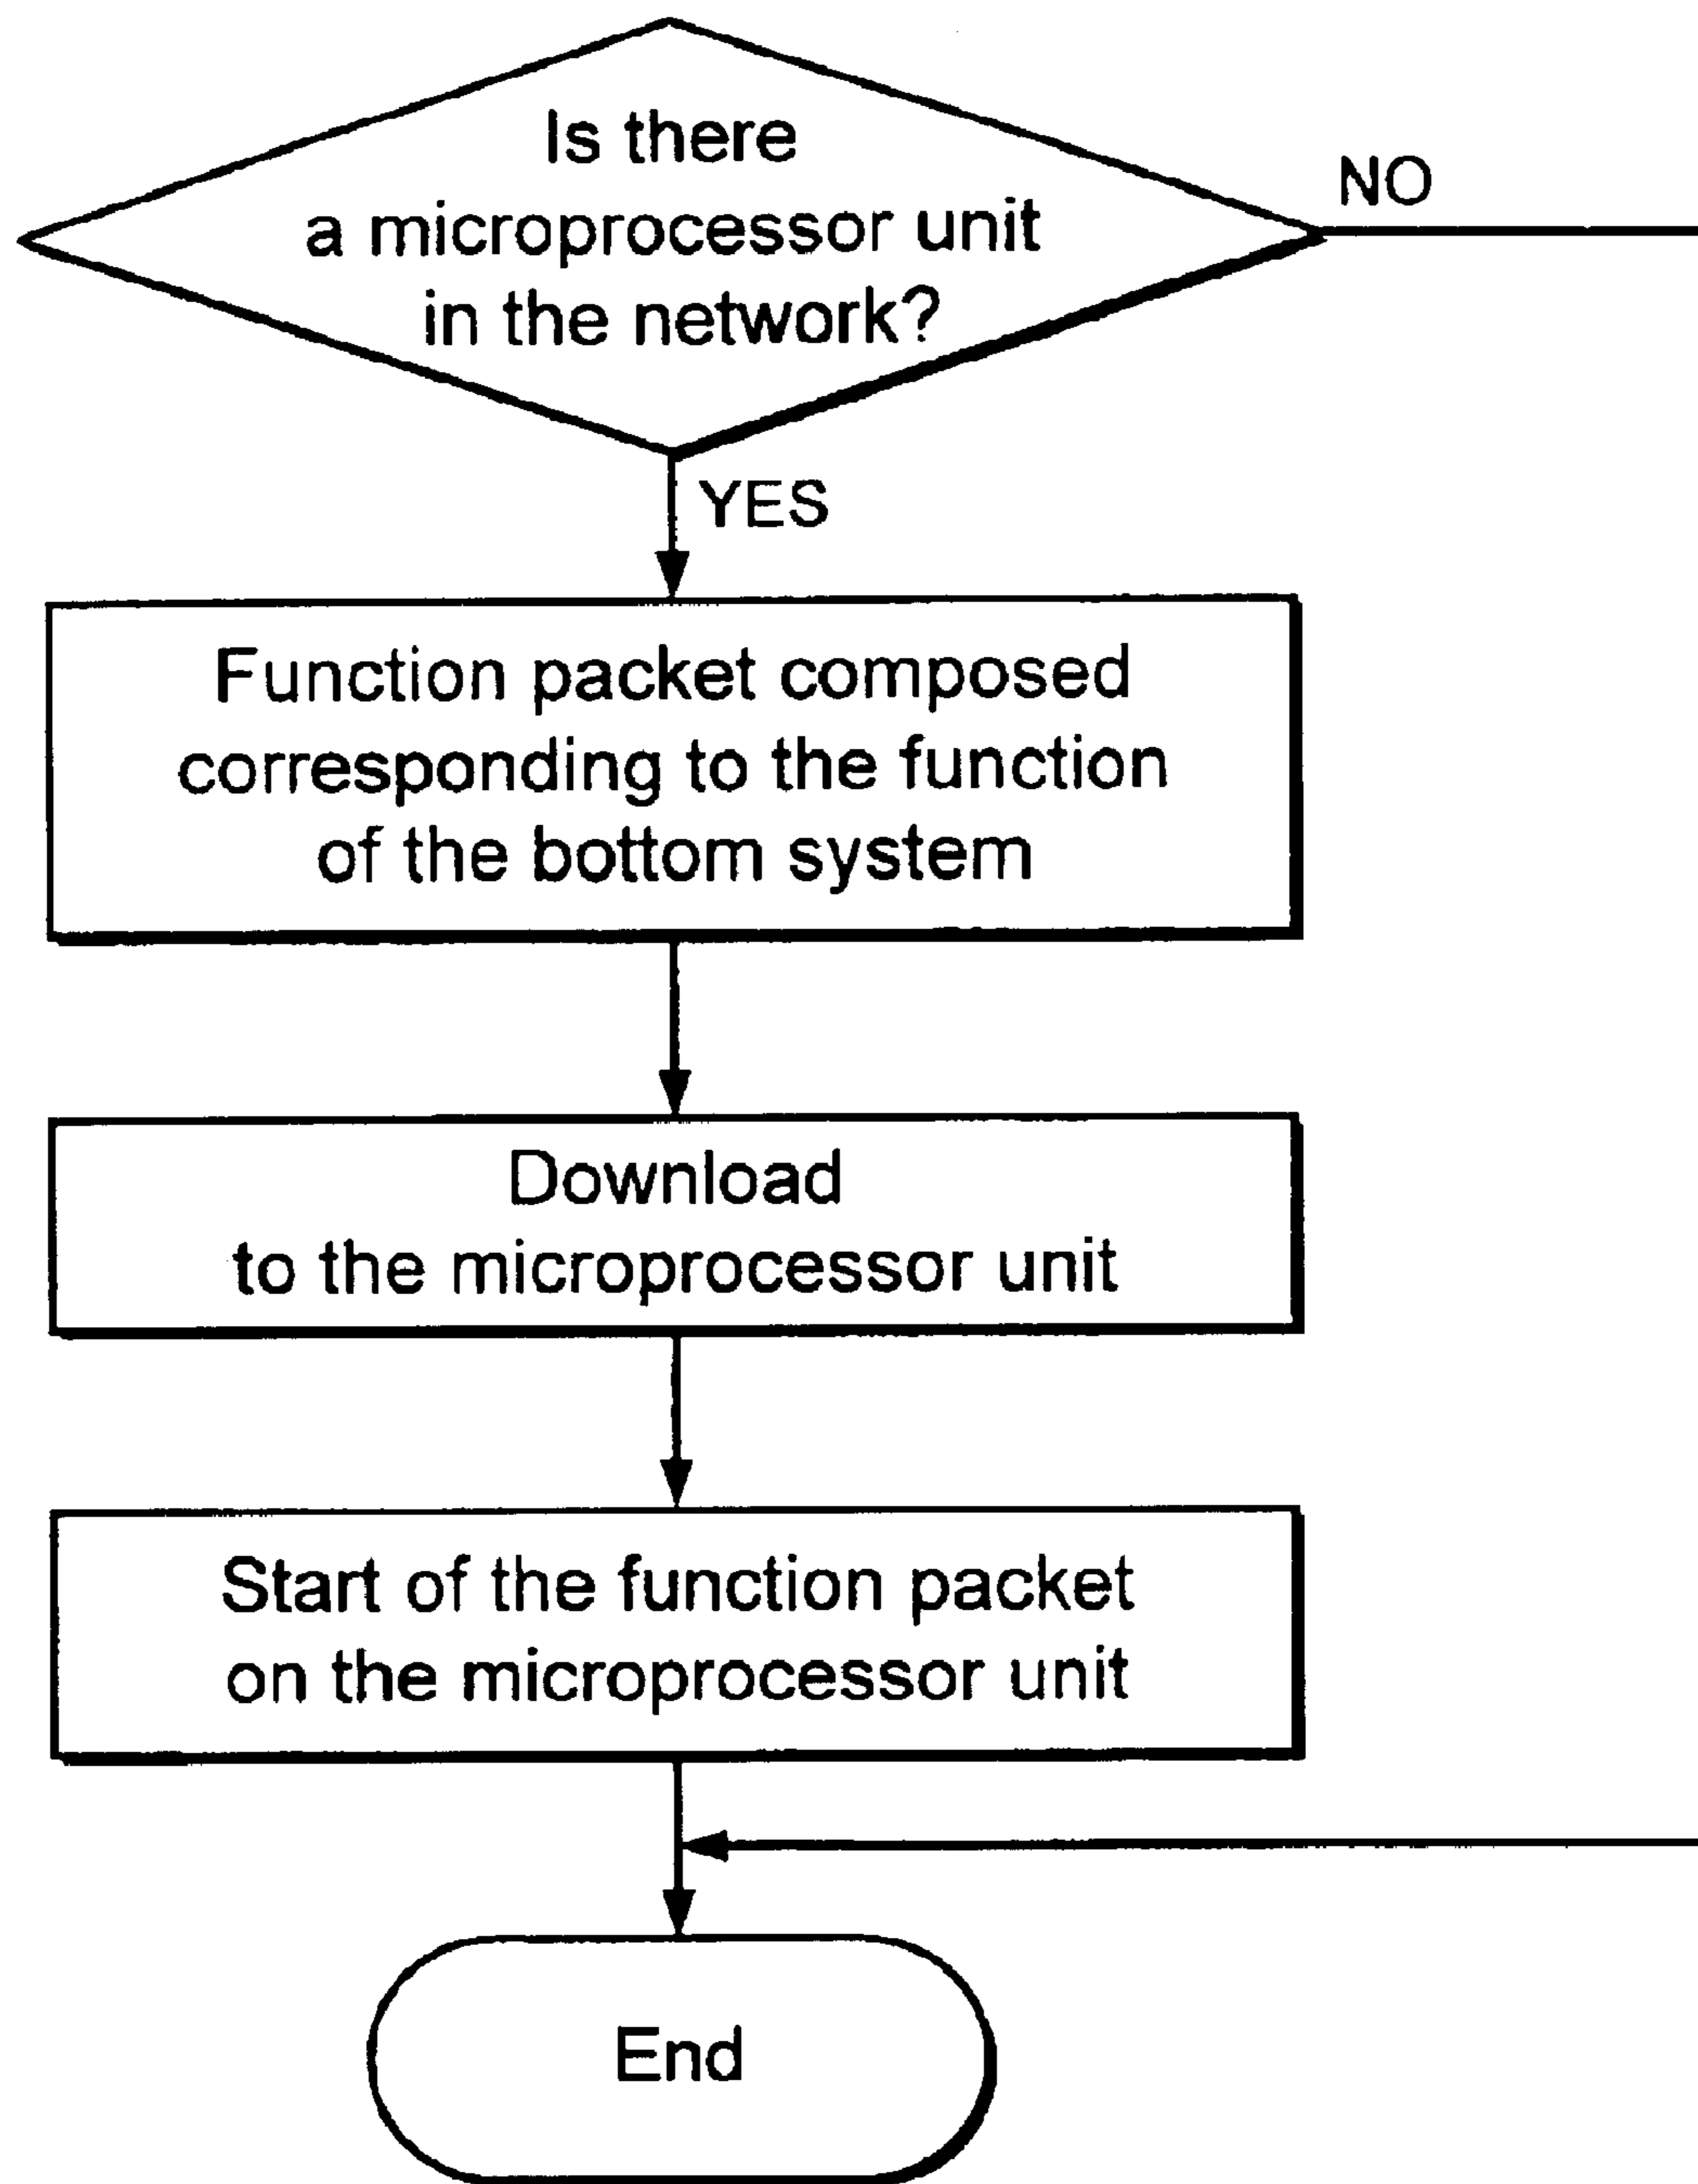 Is there
a microprocessor unit
in the network?
NO
YES
Function packet composed
corresponding to the function
of the bottom system
Download
to the microprocessor unit
Start of the function packet
on the microprocessor unit
End